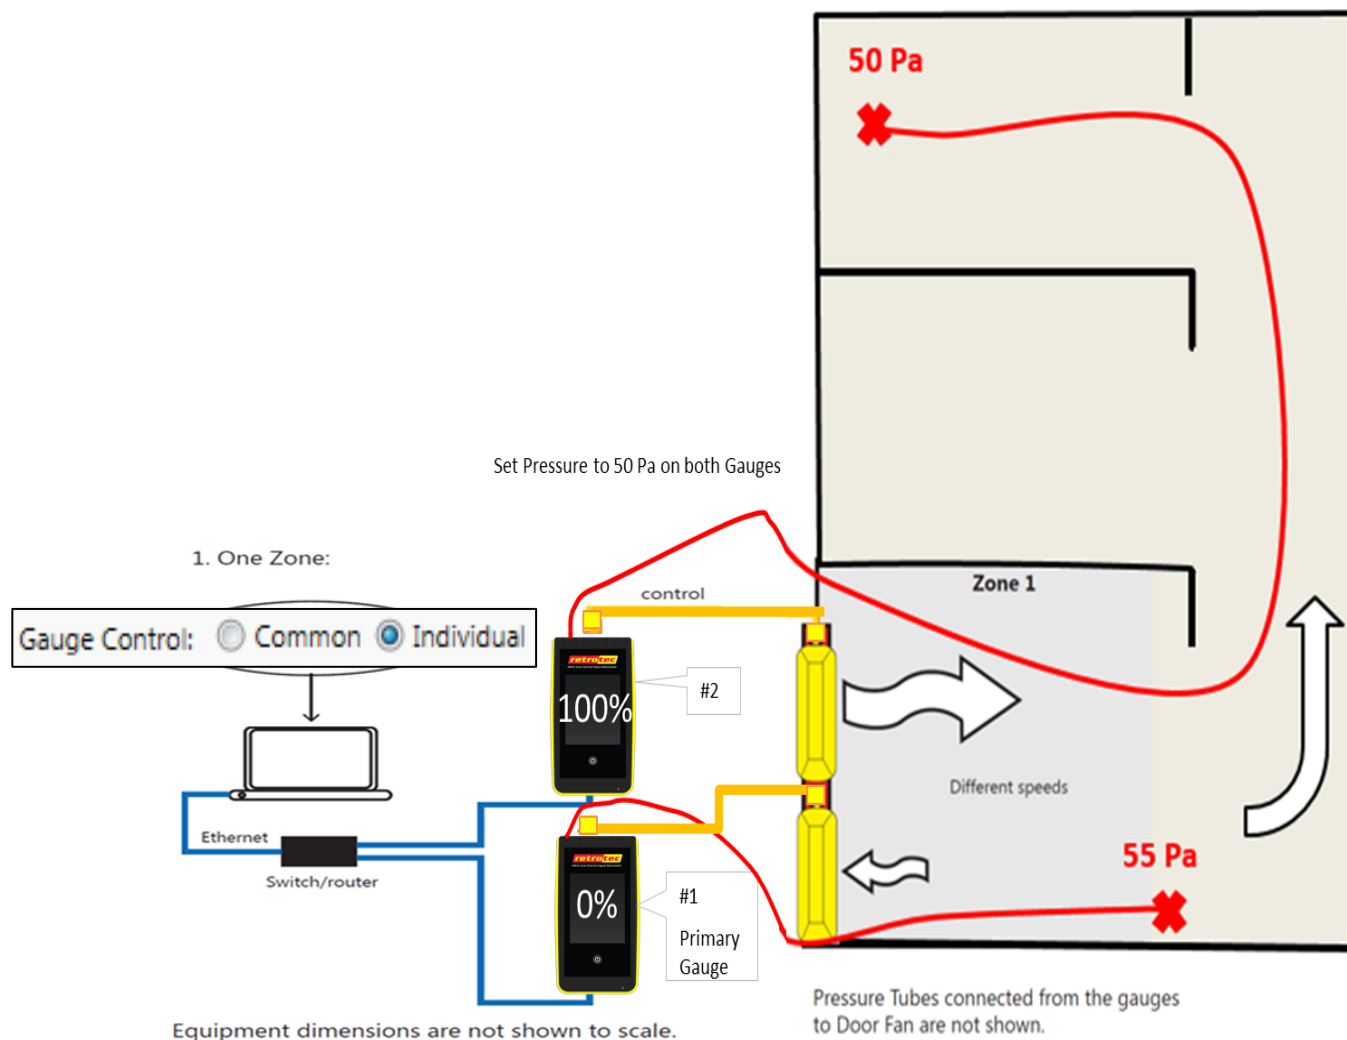 50 Pa
Set Pressure to 50 Pa on both Gauges
1. One Zone:
Zone 1
control
Gauge Control: Common Individual
retrotec
100%
#2
Different speeds
Ethernet
Switch/router
retrotec
0%
#1
Primary
Gauge
55 Pa
Pressure Tubes connected from the gauges
to Door Fan are not shown.
Equipment dimensions are not shown to scale.